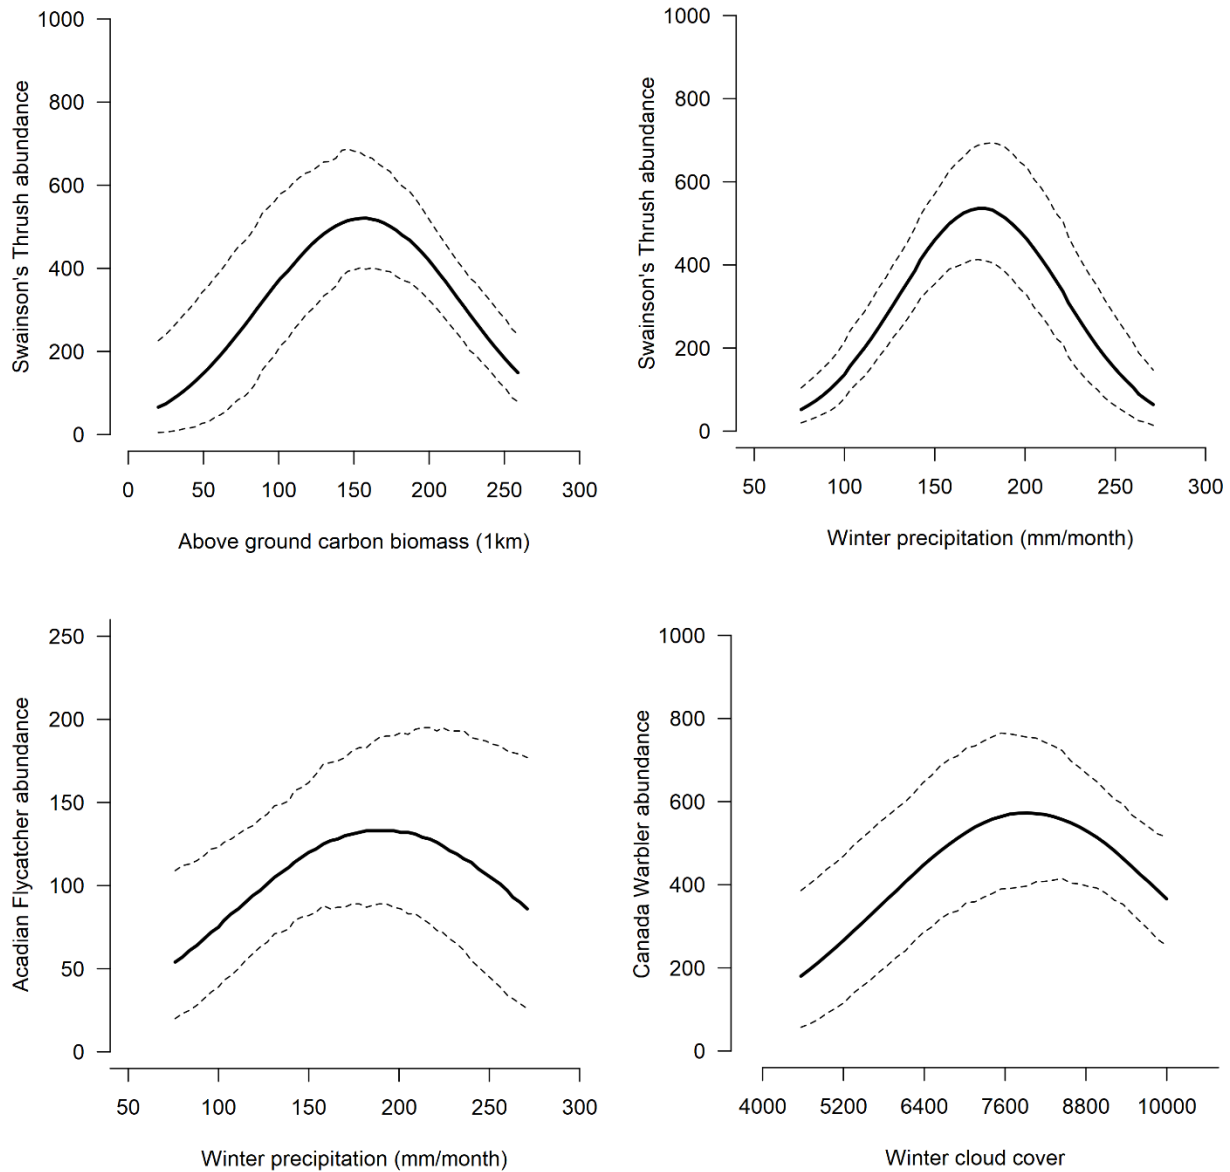 Swainson's Thrush abundance
1000
800
600
400
200
0
0 50 100 150 200 250 300
Above ground carbon biomass (1km)
Swainson's Thrush abundance
1000
800
600
400
200
0
50 100 150 200 250 300
Winter precipitation (mm/month)
Acadian Flycatcher abundance
250
200
150
100
50
0
50 100 150 200 250 300
Winter precipitation (mm/month)
Canada Warbler abundance
1000
800
600
400
200
0
4000 5200 6400 7600 8800 10000
Winter cloud cover